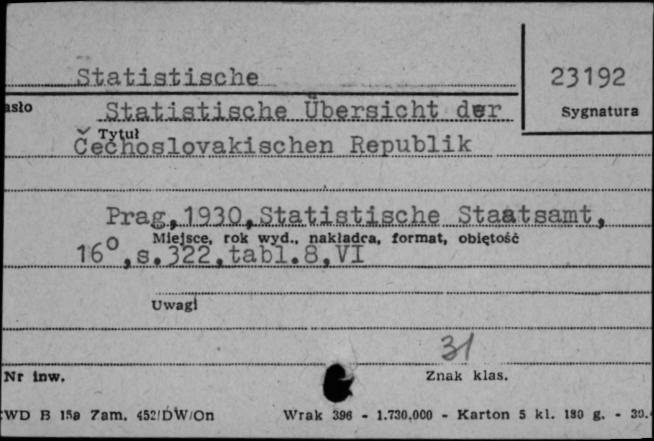 Statistische
23192
asło
Statistische Übersicht der
Sygnatura
Tytuł
Čechoslovakischen Republik
Prag,1930,Statistische Staatsamt,
Miejsce, rok wyd., nakładca, format, objętość
16°,s.322,tabl.8,VI
Uwagi
31
Nr inw.
Znak klas.
CWD B 15a Zam. 452/DW/On Wrak 396 - 1.730.000 - Karton 5 kl. 180 g. - 30.